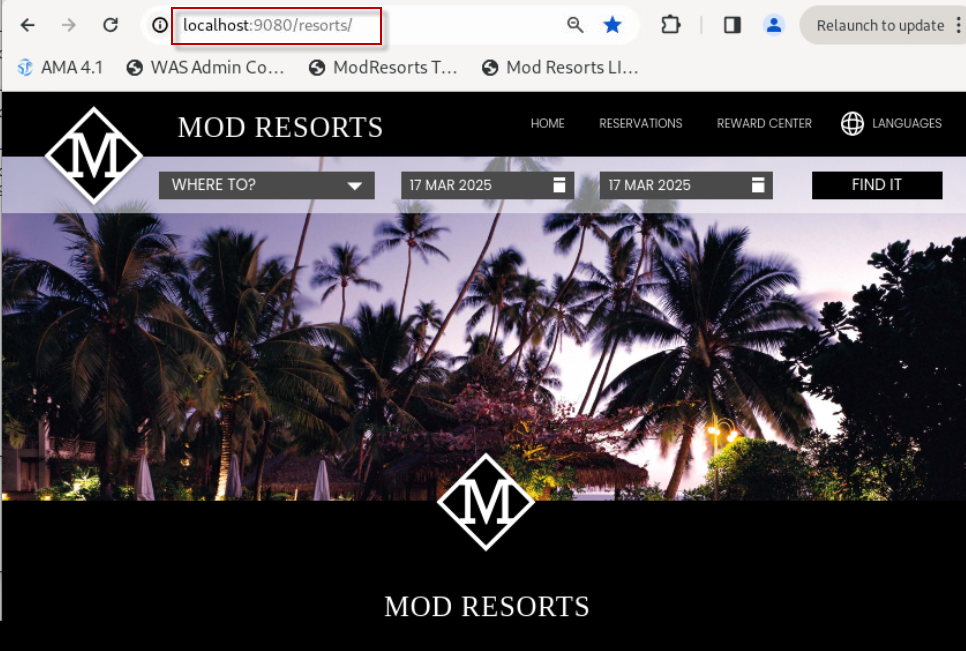 localhost:9080/resorts/
Relaunch to update
AMA 4.1 WAS Admin Co... ModResorts T... Mod Resorts LI...
M MOD RESORTS HOME RESERVATIONS REWARD CENTER LANGUAGES
WHERE TO? 17 MAR 2025 17 MAR 2025 FIND IT
M
MOD RESORTS